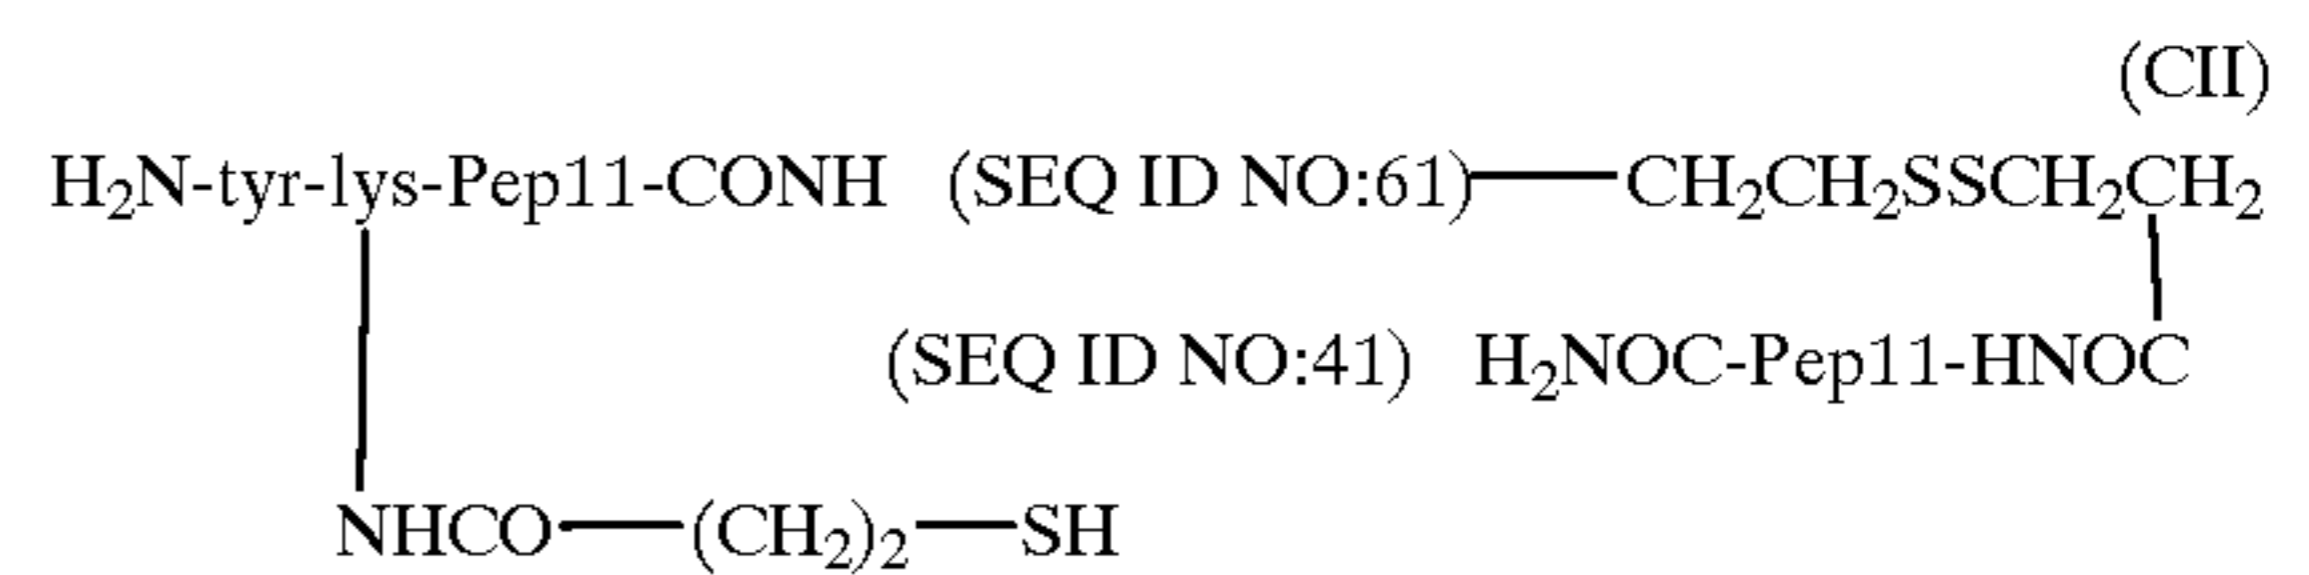 (CII)
H₂N-tyr-lys-Pep11-CONH (SEQ ID NO:61)—CH₂CH₂SSCH₂CH₂
(SEQ ID NO:41) H₂NOC-Pep11-HNOC
NHCO—(CH₂)₂—SH